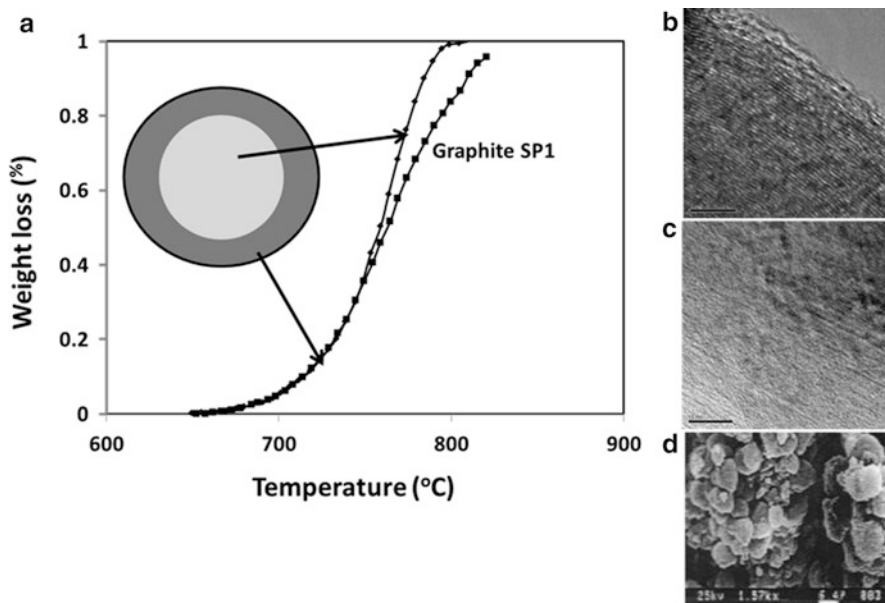 a
1
0.8
0.6
0.4
0.2
0
Weight loss (%)
600
700
800
900
Temperature (°C)
Graphite SP1
b
c
d
25kv 1.57kx 003